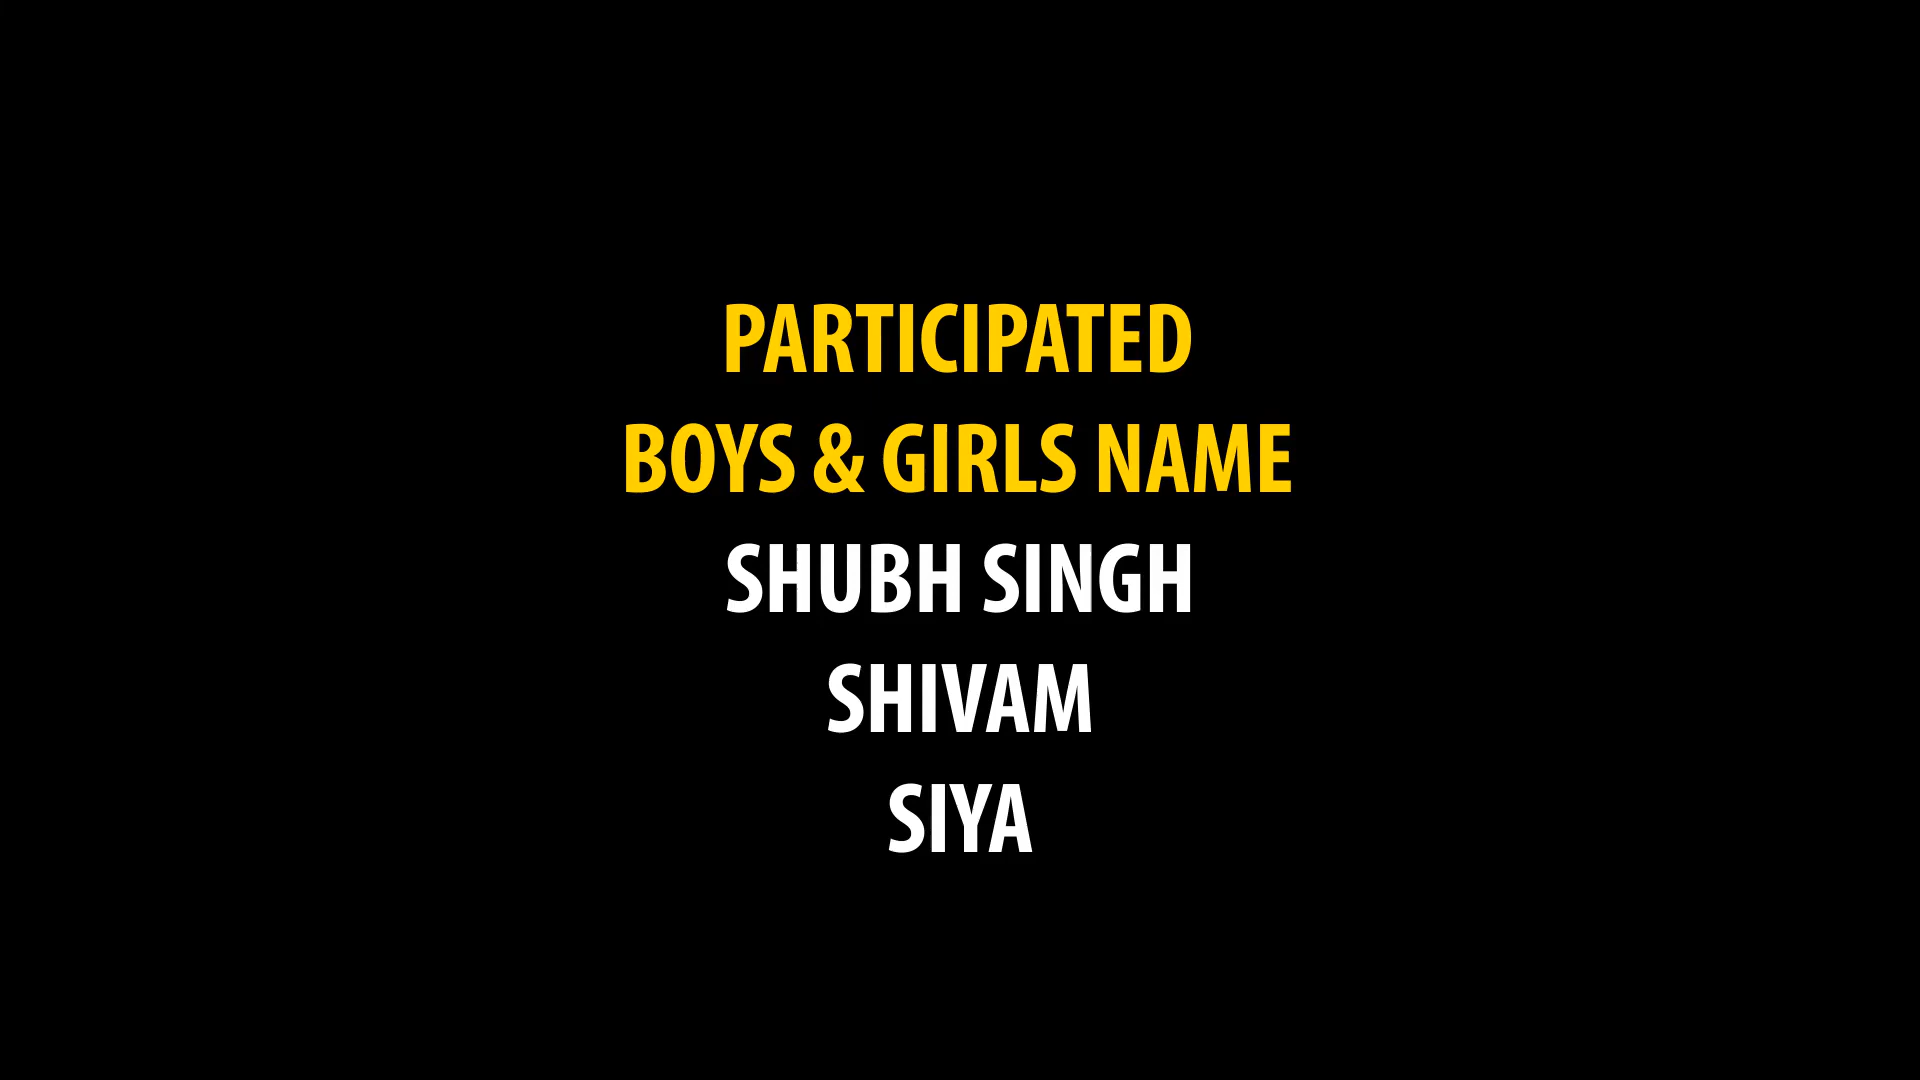 PARTICIPATED
BOYS & GIRLS NAME
SHUBH SINGH
SHIVAM
SIYA